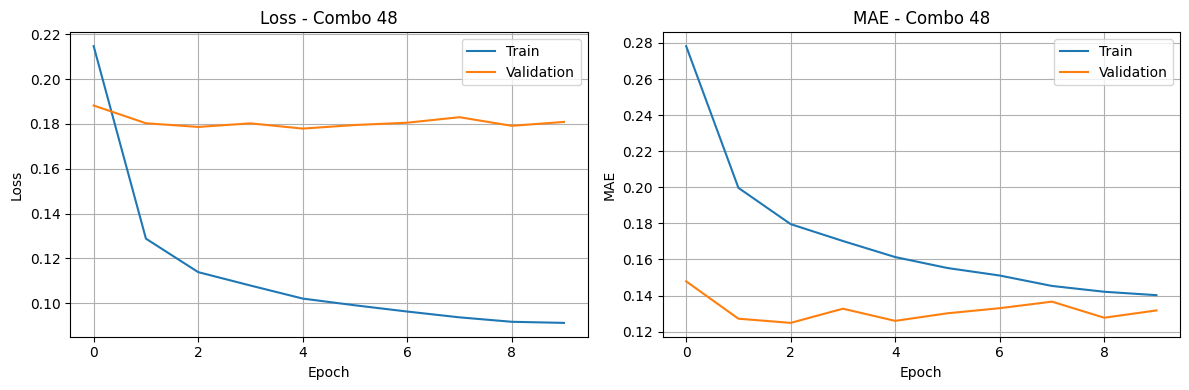 Loss - Combo 48
0.22
0.20
0.18
0.16
0.14
0.12
0.10
Loss
0
2
4
6
8
Epoch
Train
Validation
MAE - Combo 48
0.28
0.26
0.24
0.22
0.20
0.18
0.16
0.14
0.12
MAE
0
2
4
6
8
Epoch
Train
Validation